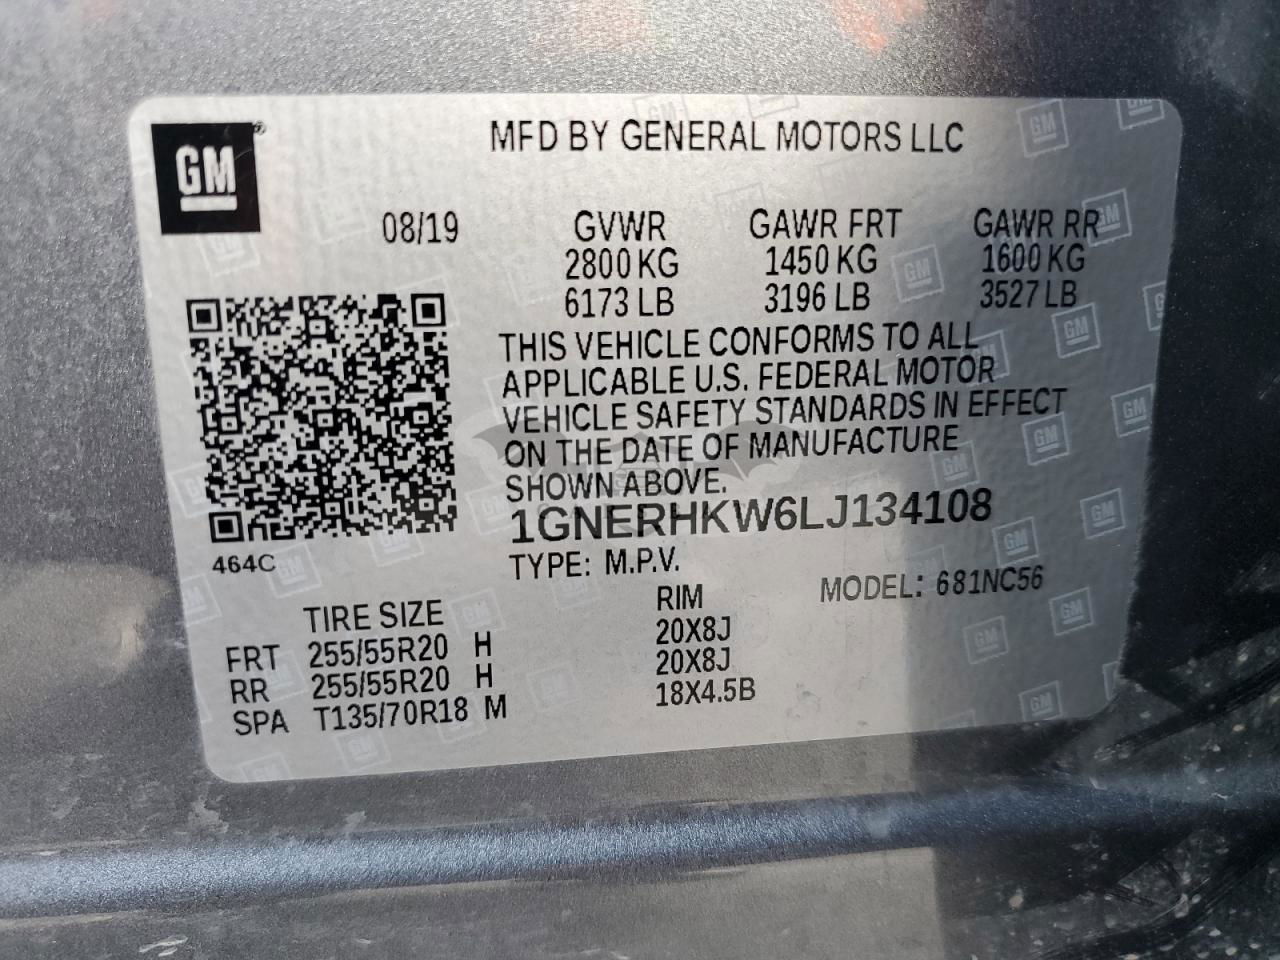 GM
MFD BY GENERAL MOTORS LLC
08/19 GVWR GAWR FRT GAWR RR
2800 KG 1450 KG 1600 KG
6173 LB 3196 LB 3527 LB
THIS VEHICLE CONFORMS TO ALL
APPLICABLE U.S. FEDERAL MOTOR
VEHICLE SAFETY STANDARDS IN EFFECT
ON THE DATE OF MANUFACTURE
SHOWN ABOVE.
1GNERHKW6LJ134108
464C
TYPE: M.P.V. MODEL: 681NC56
TIRE SIZE RIM
FRT 255/55R20 H 20X8J
RR 255/55R20 H 20X8J
SPA T135/70R18 M 18X4.5B